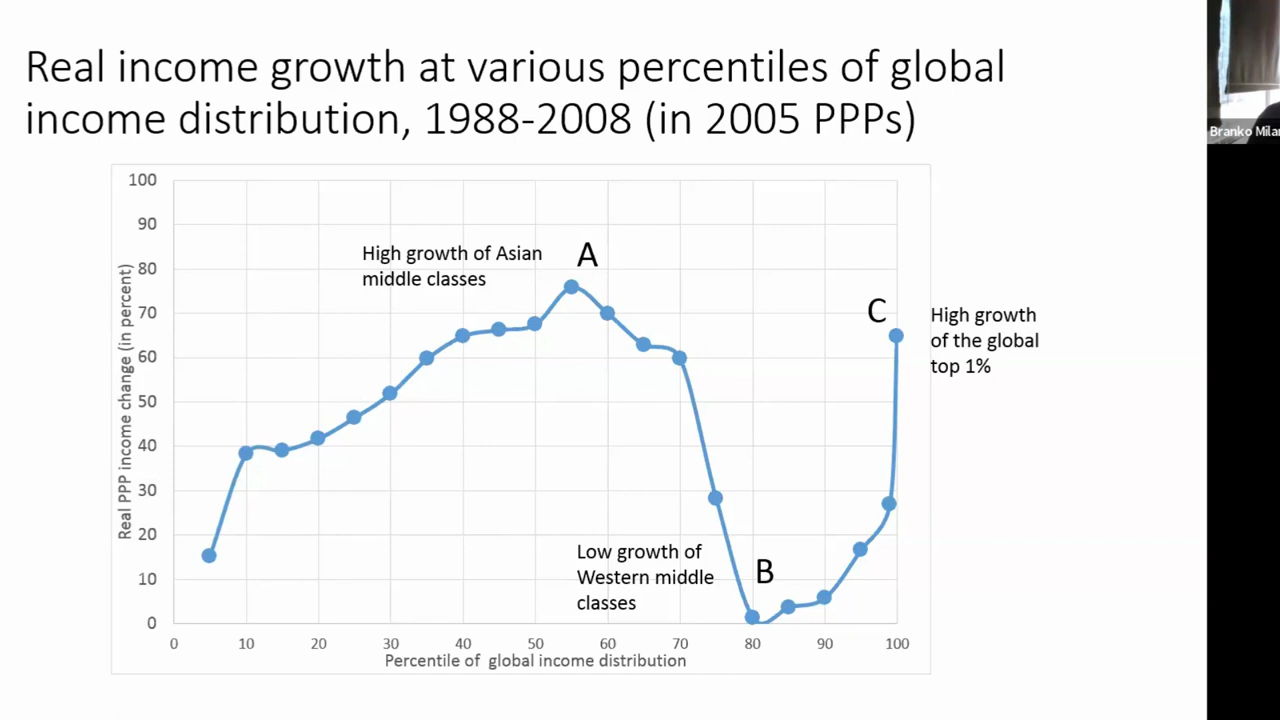 Real income growth at various percentiles of global
income distribution, 1988-2008 (in 2005 PPPs)
Branko Milan
100
90
80
70
60
50
40
30
20
10
0
Real PPP income change (in percent)
High growth of Asian
middle classes
A
C
High growth
of the global
top 1%
Low growth of
Western middle
classes
B
0 10 20 30 40 50 60 70 80 90 100
Percentile of global income distribution